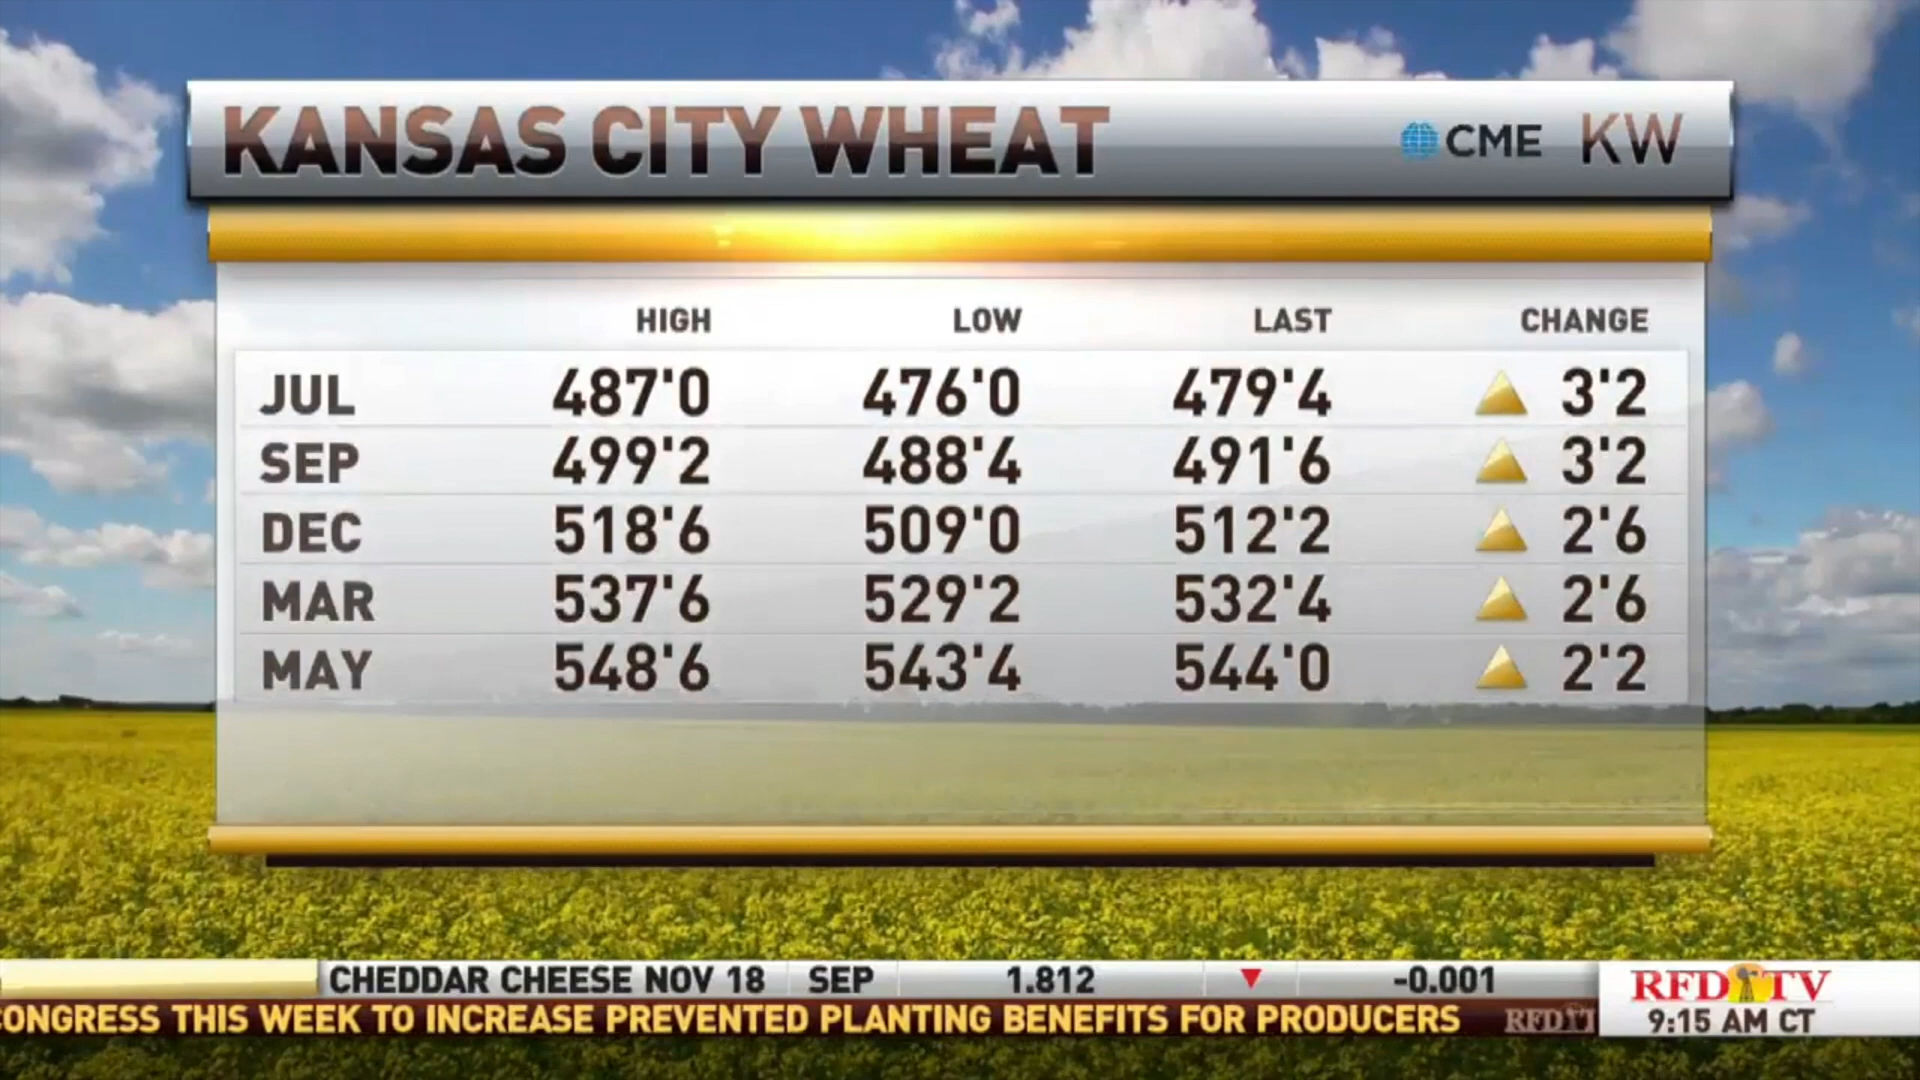 KANSAS CITY WHEAT CME KW
HIGH LOW LAST CHANGE
JUL 487'0 476'0 479'4 3'2
SEP 499'2 488'4 491'6 3'2
DEC 518'6 509'0 512'2 2'6
MAR 537'6 529'2 532'4 2'6
MAY 548'6 543'4 544'0 2'2
CHEDDAR CHEESE NOV 18 SEP 1.812 -0.001
RFD TV
ONGRESS THIS WEEK TO INCREASE PREVENTED PLANTING BENEFITS FOR PRODUCERS RFD T
9:15 AM CT